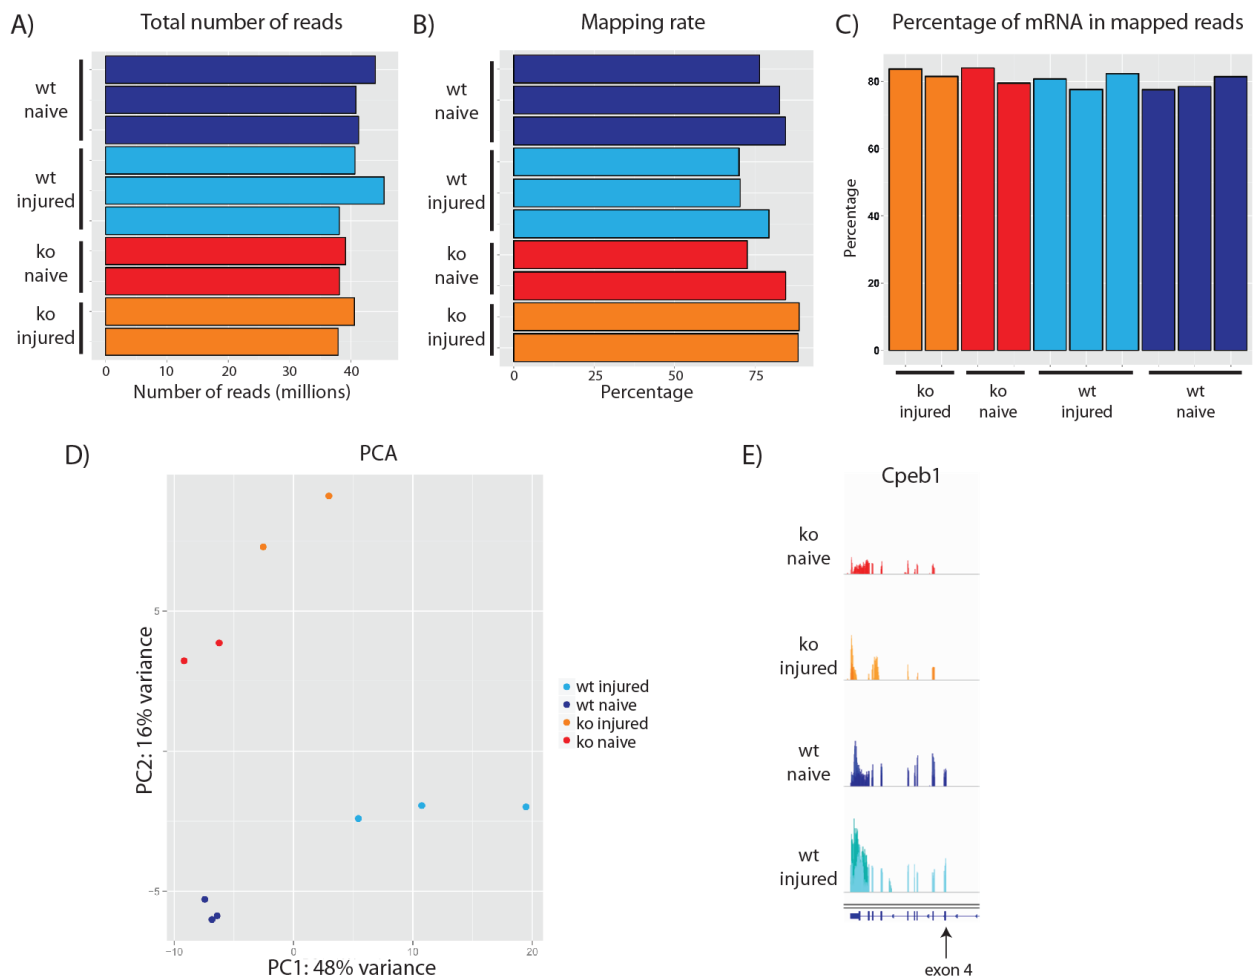 A)
Total number of reads
wt
naive
wt
injured
ko
naive
ko
injured
0 10 20 30 40
Number of reads (millions)
B)
Mapping rate
wt
naive
wt
injured
ko
naive
ko
injured
0 25 50 75
Percentage
C)
Percentage of mRNA in mapped reads
Percentage
80
60
40
20
0
ko
injured
ko
naive
wt
injured
wt
naive
D)
PCA
PC2: 16% variance
5
−5
−10 0 10 20
PC1: 48% variance
wt injured
wt naive
ko injured
ko naive
E)
Cpeb1
ko
naive
ko
injured
wt
naive
wt
injured
exon 4